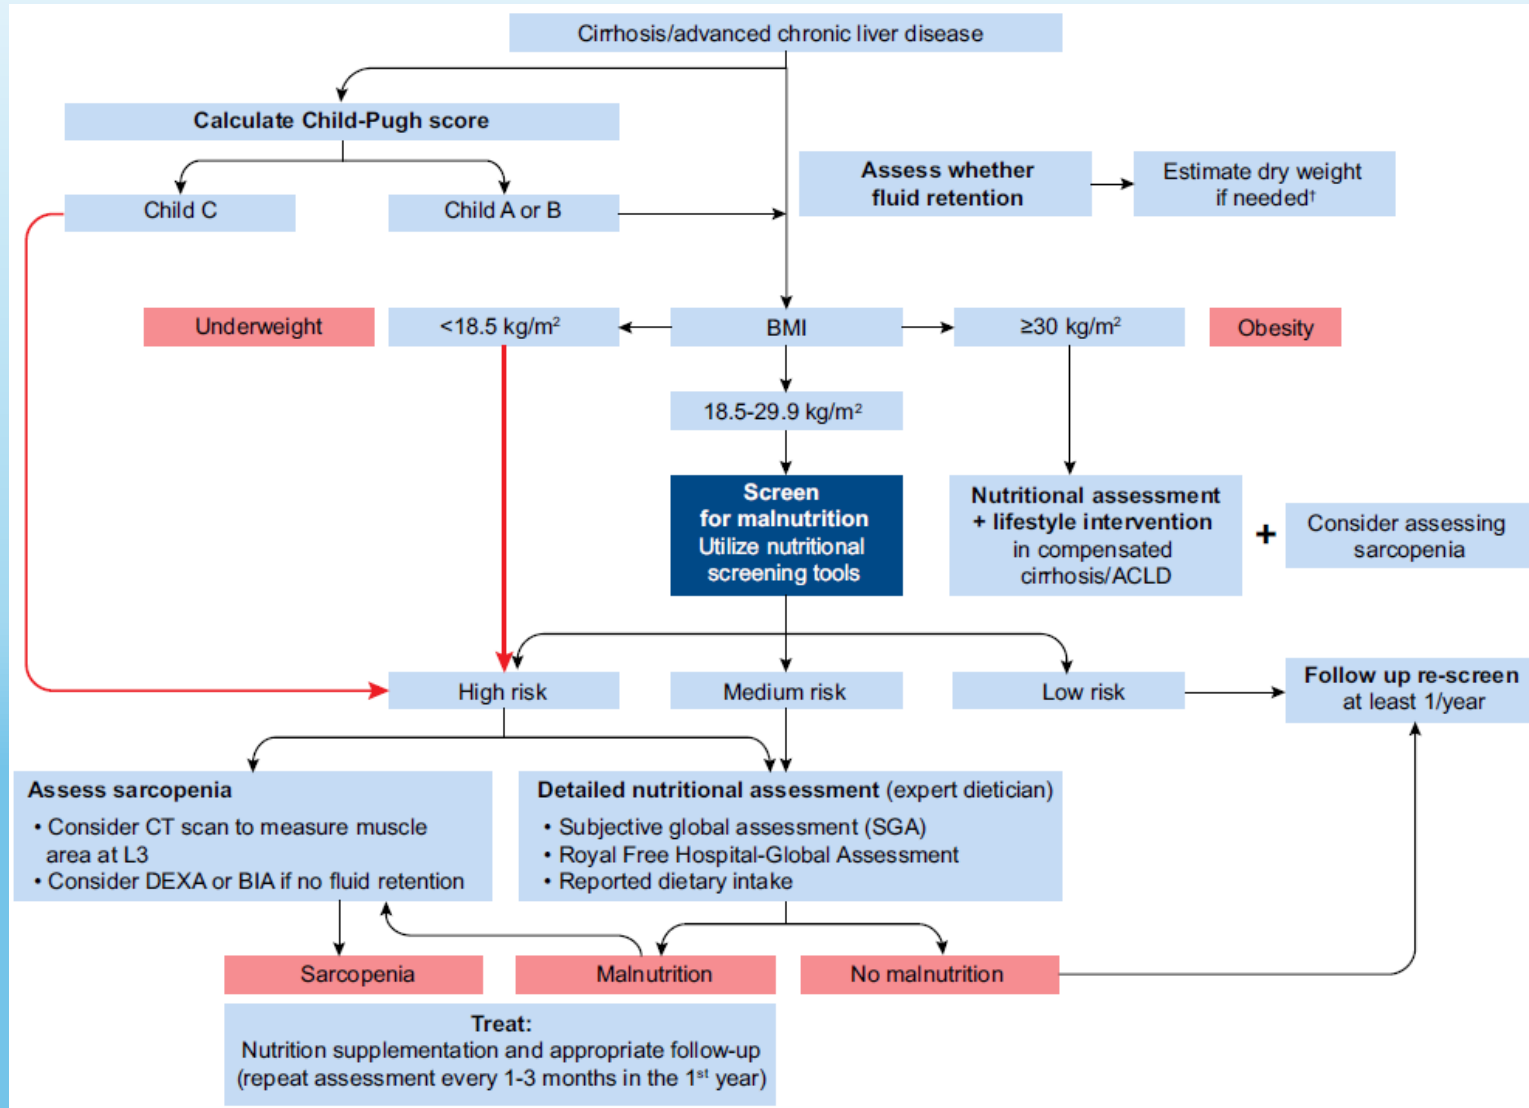 Cirrhosis/advanced chronic liver disease
Calculate Child-Pugh score
Assess whether
fluid retention
Estimate dry weight
if needed†
Child C
Child A or B
Underweight
<18.5 kg/m²
BMI
≥30 kg/m²
Obesity
18.5-29.9 kg/m²
Screen
for malnutrition
Utilize nutritional
screening tools
Nutritional assessment
+ lifestyle intervention
in compensated
cirrhosis/ACLD
+
Consider assessing
sarcopenia
High risk
Medium risk
Low risk
Follow up re-screen
at least 1/year
Assess sarcopenia
• Consider CT scan to measure muscle
area at L3
• Consider DEXA or BIA if no fluid retention
Detailed nutritional assessment (expert dietician)
• Subjective global assessment (SGA)
• Royal Free Hospital-Global Assessment
• Reported dietary intake
Sarcopenia
Malnutrition
No malnutrition
Treat:
Nutrition supplementation and appropriate follow-up
(repeat assessment every 1-3 months in the 1st year)